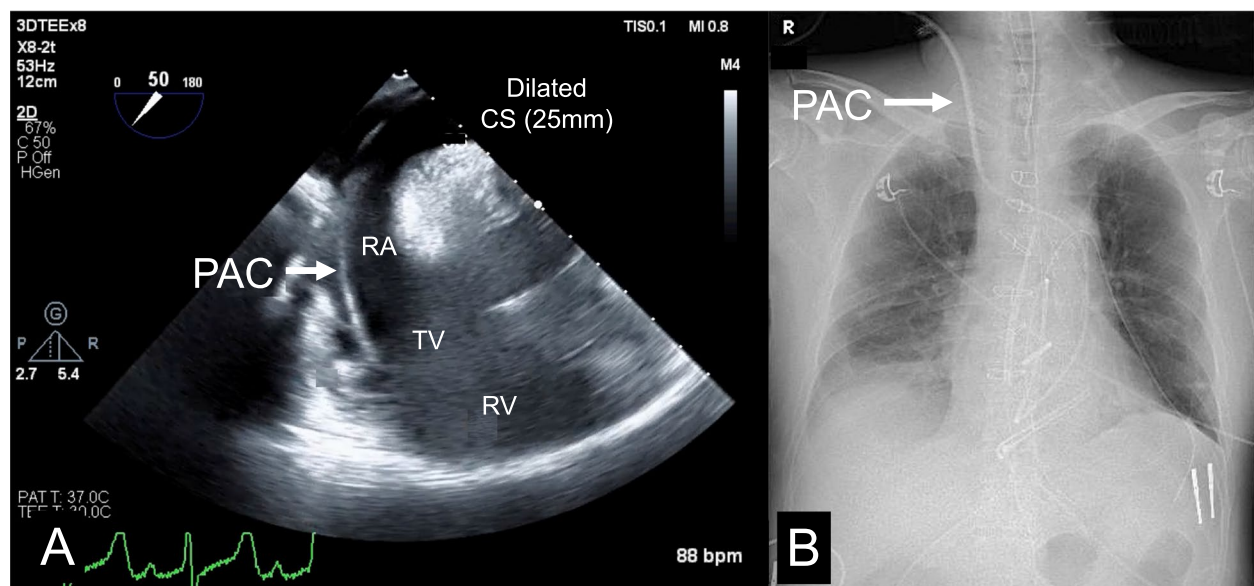 3DTEEx8
X8-2t
53Hz
12cm
2D
67%
C 50
P Off
HGen
0 50 180
TIS0.1 MI 0.8
M4
Dilated
CS (25mm)
RA
PAC
TV
RV
G
P R
2.7 5.4
PAT T: 37.0C
88 bpm
A
R
PAC
B